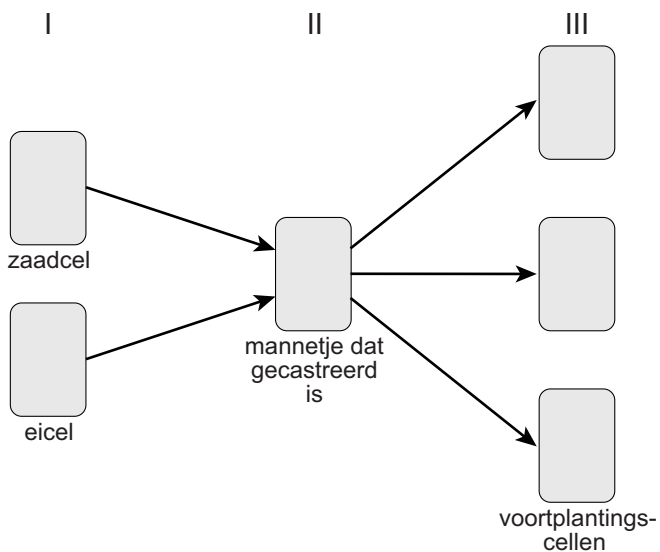 I
II
III
zaadcel
eicel
mannetje dat
gecastreerd
is
voortplantings-
cellen